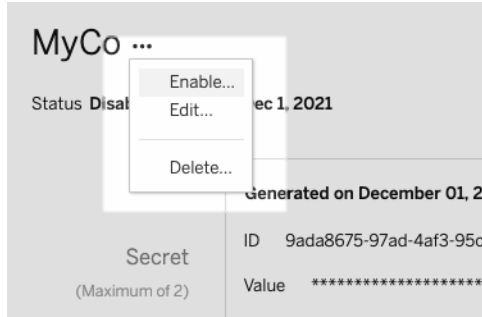 MyCo ...
Enable...
Status Disab ec 1, 2021
Edit...
Delete...
Generated on December 01, 2
ID 9ada8675-97ad-4af3-95c
Secret
(Maximum of 2)
Value *********************